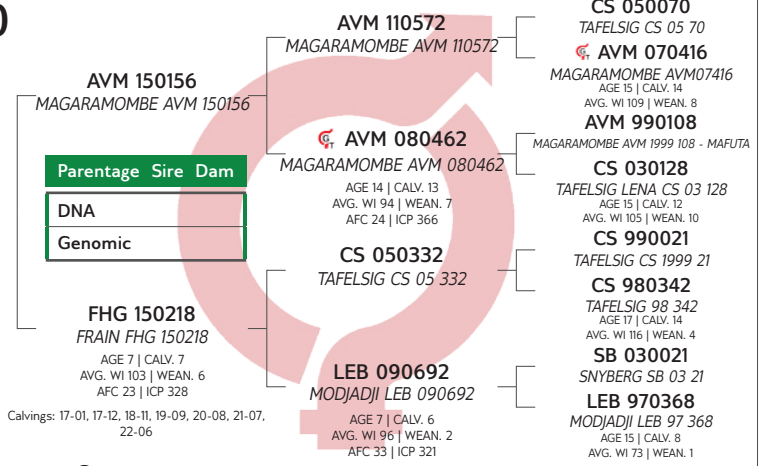 )
AVM 150156
MAGARAMOMBE AVM 150156
Parentage Sire Dam
DNA
Genomic
FHG 150218
FRAIN FHG 150218
AGE 7 | CALV. 7
AVG. WI 103 | WEAN. 6
AFC 23 | ICP 328
Calvings: 17-01, 17-12, 18-11, 19-09, 20-08, 21-07,
22-06
AVM 110572
MAGARAMOMBE AVM 110572
GT AVM 080462
MAGARAMOMBE AVM 080462
AGE 14 | CALV. 13
AVG. WI 94 | WEAN. 7
AFC 24 | ICP 366
CS 050332
TAFELSIG CS 05 332
LEB 090692
MODJADJI LEB 090692
AGE 7 | CALV. 6
AVG. WI 96 | WEAN. 2
AFC 33 | ICP 321
CS 050070
TAFELSIG CS 05 70
GT AVM 070416
MAGARAMOMBE AVM07416
AGE 15 | CALV. 14
AVG. WI 109 | WEAN. 8
AVM 990108
MAGARAMOMBE AVM 1999 108 - MAFUTA
CS 030128
TAFELSIG LENA CS 03 128
AGE 15 | CALV. 12
AVG. WI 105 | WEAN. 10
CS 990021
TAFELSIG CS 1999 21
CS 980342
TAFELSIG 98 342
AGE 17 | CALV. 14
AVG. WI 116 | WEAN. 4
SB 030021
SNYBERG SB 03 21
LEB 970368
MODJADJI LEB 97 368
AGE 15 | CALV. 8
AVG. WI 73 | WEAN. 1